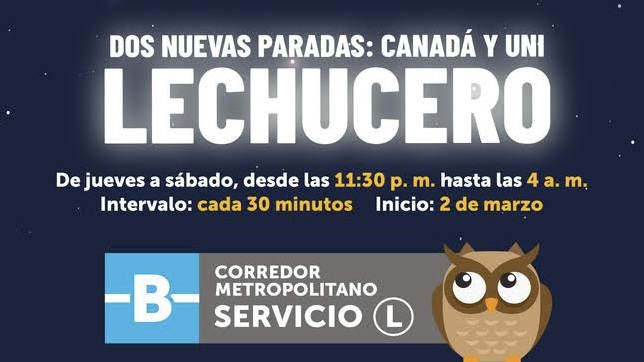 DOS NUEVAS PARADAS: CANADÁ Y UNI
LECHUCERO
De jueves a sábado, desde las 11:30 p. m. hasta las 4 a. m.
Intervalo: cada 30 minutos Inicio: 2 de marzo
B
CORREDOR
METROPOLITANO
SERVICIO L